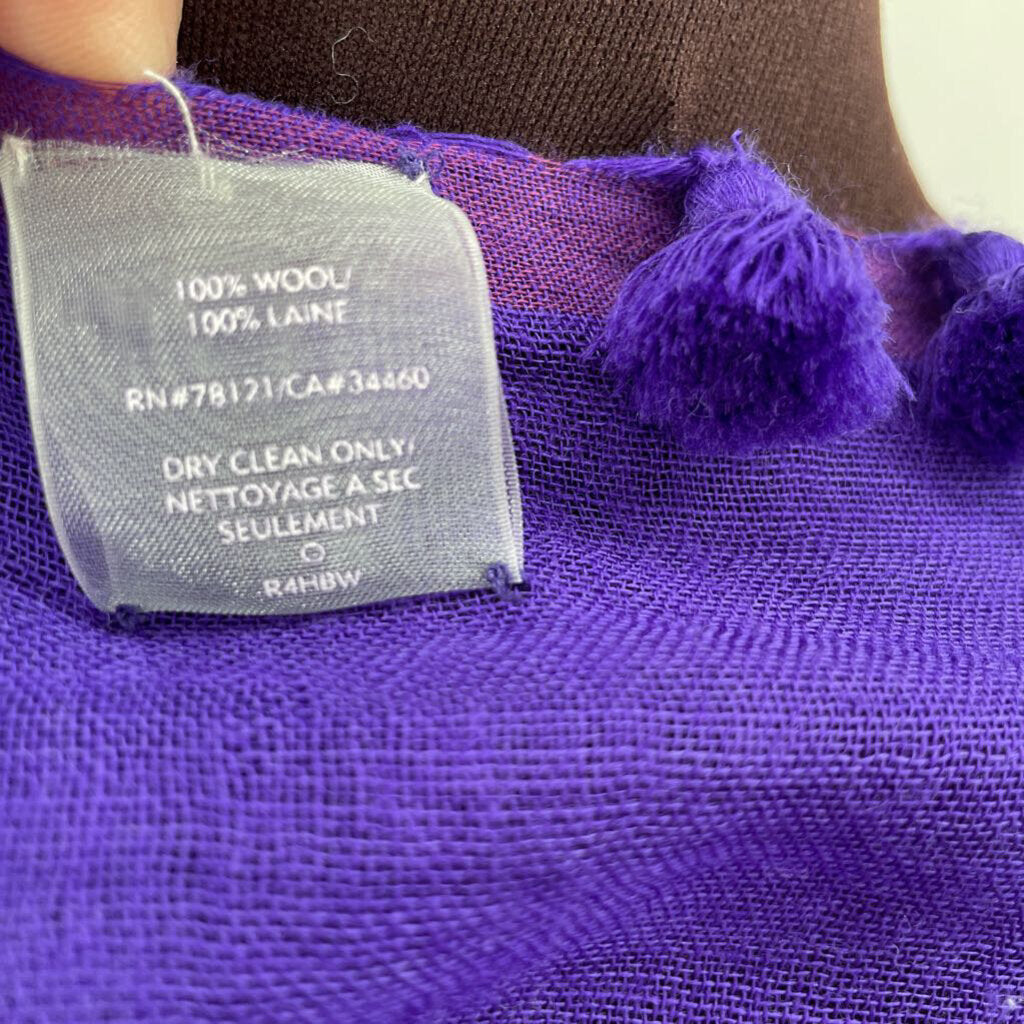 100% WOOL/
100% LAINE
RN#78121/CA#34460
DRY CLEAN ONLY/
NETTOYAGE A SEC
SEULEMENT
R4HBW